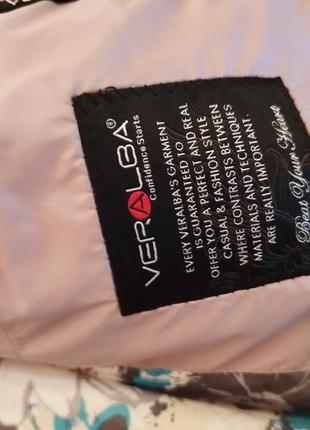 VERALBA®
Confidence Starts
EVERY VERALBA'S GARMENT
IS GUARANTEED TO
OFFER YOU A PERFECT AND REAL
CASUAL & FASHION STYLE
WHERE CONTRASTS BETWEEN
MATERIALS AND TECHNIQUES
ARE REALLY IMPORTANT.
Beat Your Heart